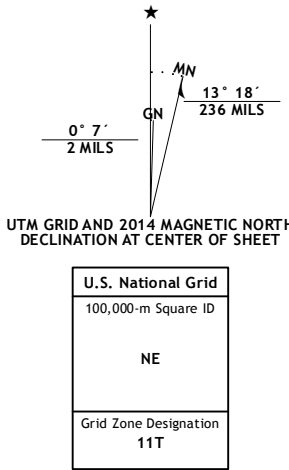 ★
MN
GN
13° 18´
236 MILS
0° 7´
2 MILS
UTM GRID AND 2014 MAGNETIC NORTH
DECLINATION AT CENTER OF SHEET
U.S. National Grid
100,000-m Square ID
NE
Grid Zone Designation
11T